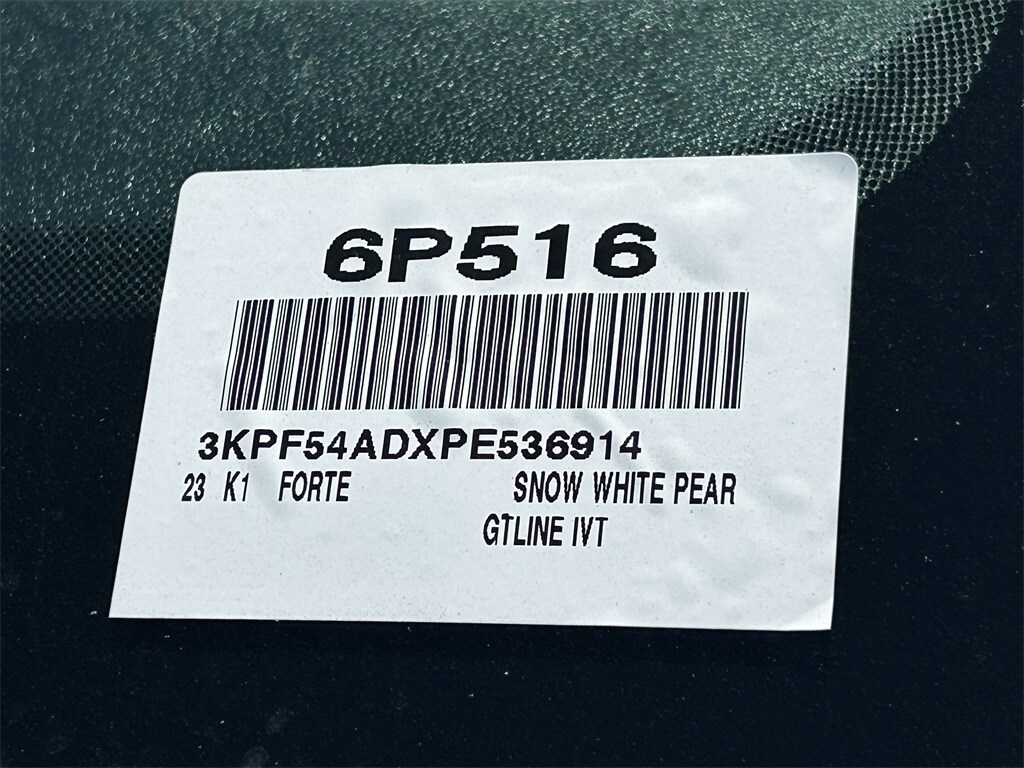 6P516
3KPF54ADXPE536914
23 K1 FORTE SNOW WHITE PEAR
GTLINE IVT